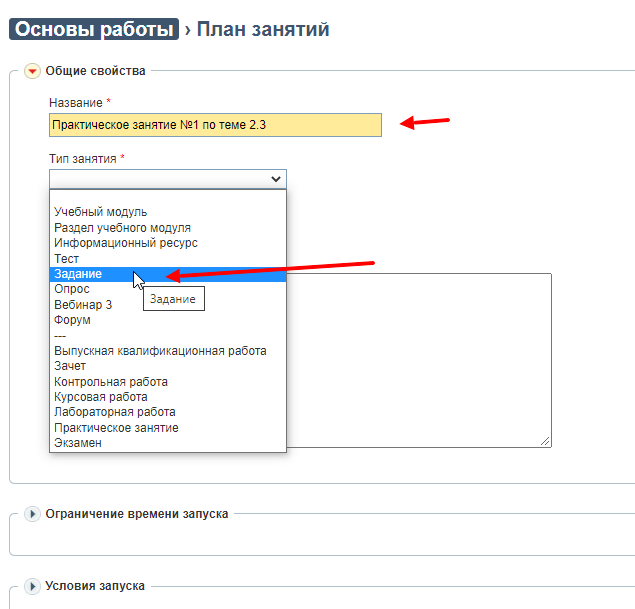 Основы работы › План занятий
Общие свойства
Название *
Практическое занятие №1 по теме 2.3
Тип занятия *
Учебный модуль
Раздел учебного модуля
Информационный ресурс
Тест
Задание
Опрос
Задание
Вебинар 3
Форум
---
Выпускная квалификационная работа
Зачет
Контрольная работа
Курсовая работа
Лабораторная работа
Практическое занятие
Экзамен
Ограничение времени запуска
Условия запуска